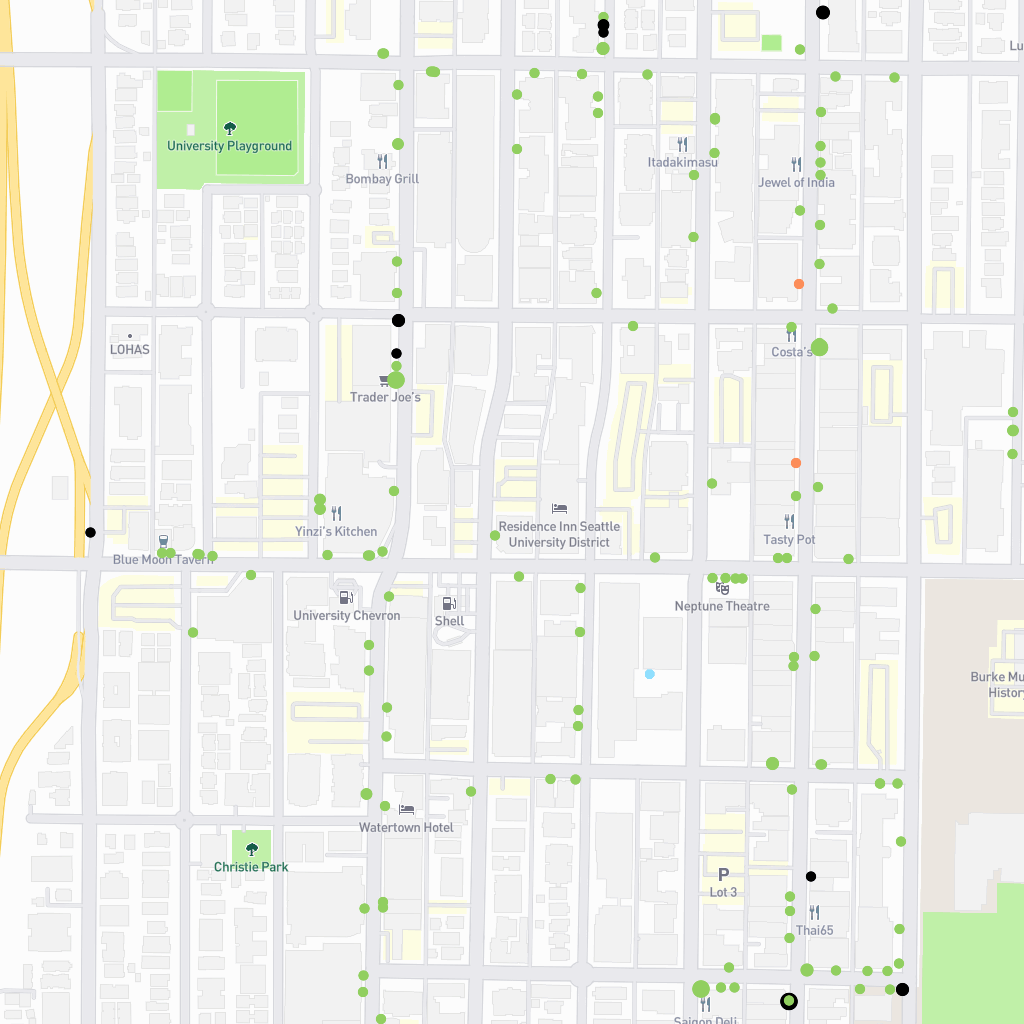 Lu
University Playground
Itadakimasu
Bombay Grill
Jewel of India
LOHAS
Costa's
Trader Joe's
Yinzi's Kitchen
Residence Inn Seattle
University District
Tasty Pot
Blue Moon Tavern
University Chevron
Shell
Neptune Theatre
Burke Mu
History
Watertown Hotel
Christie Park
P
Lot 3
Thai65
Saigon Deli